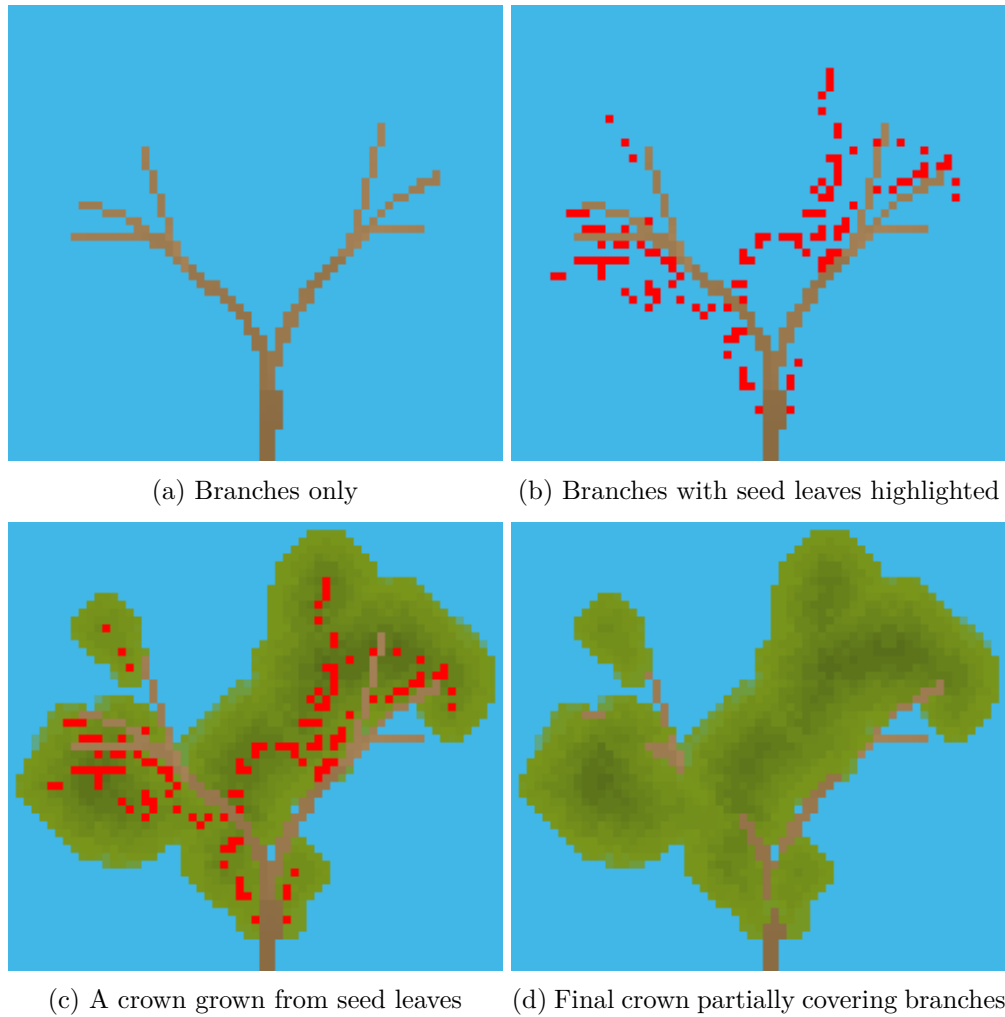 (a) Branches only
(b) Branches with seed leaves highlighted
(c) A crown grown from seed leaves
(d) Final crown partially covering branches